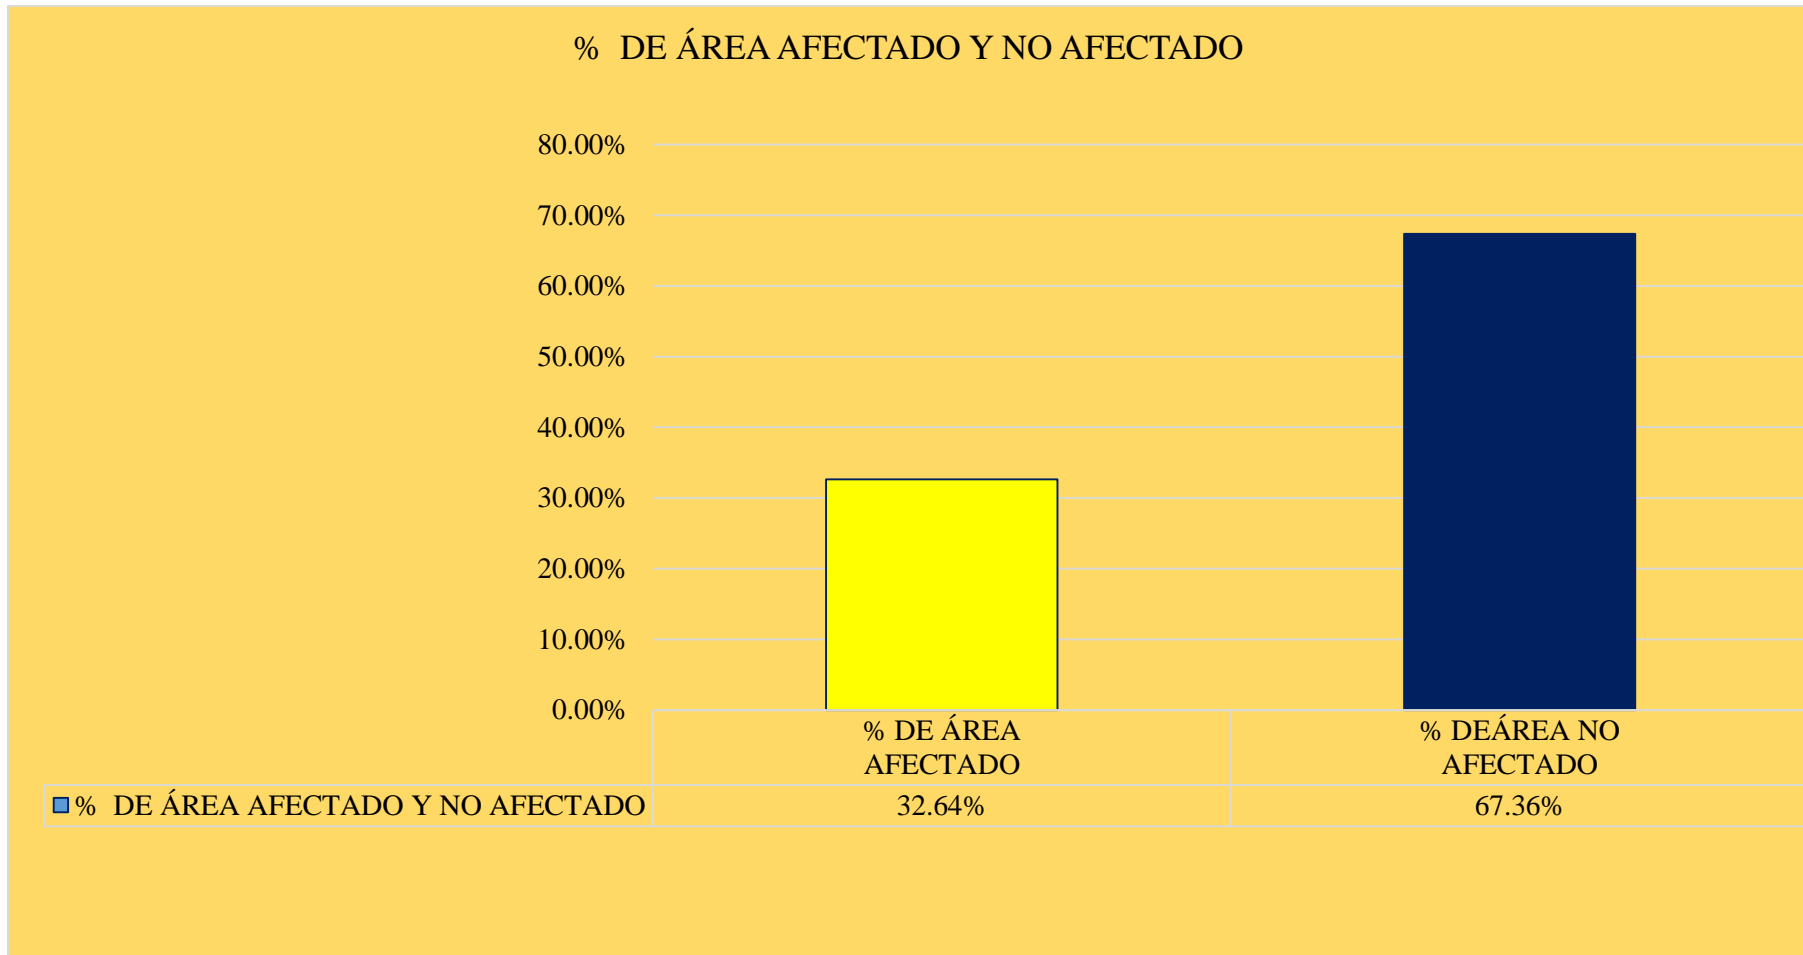 % DE ÁREA AFECTADO Y NO AFECTADO
80.00%
70.00%
60.00%
50.00%
40.00%
30.00%
20.00%
10.00%
0.00%
% DE ÁREA
AFECTADO
% DEÁREA NO
AFECTADO
% DE ÁREA AFECTADO Y NO AFECTADO
32.64%
67.36%